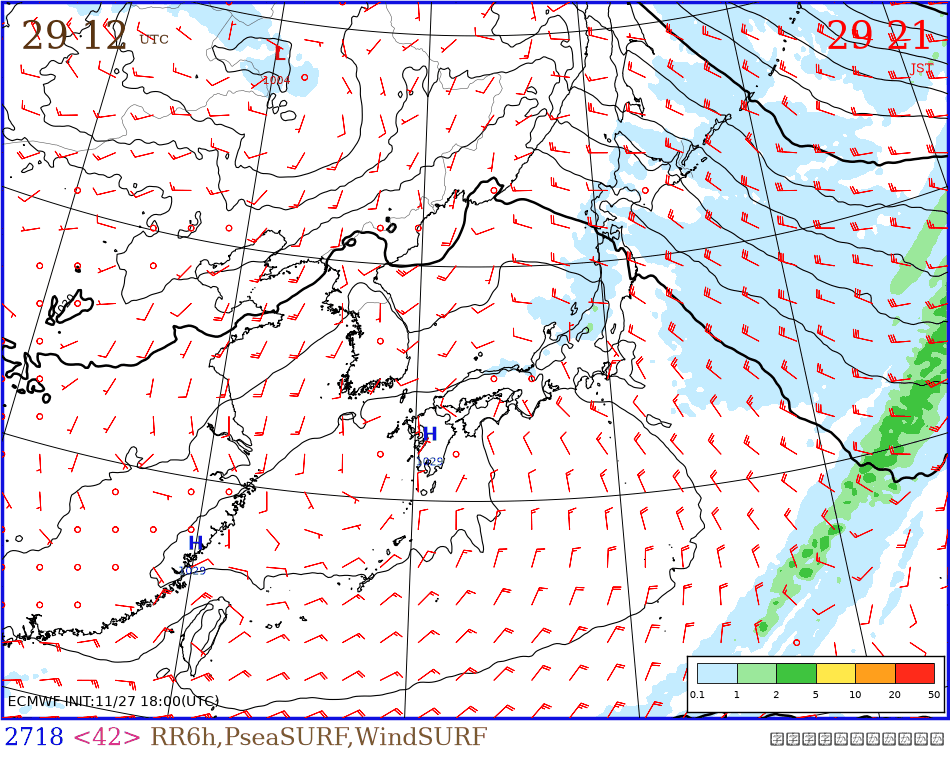 29 12 UTC
29 21
JST
L
1004
H
1029
H
1029
0.1 1 2 5 10 20 50
ECMWF INIT:11/27 18:00(UTC)
2718 <42> RR6h,PseaSURF,WindSURF